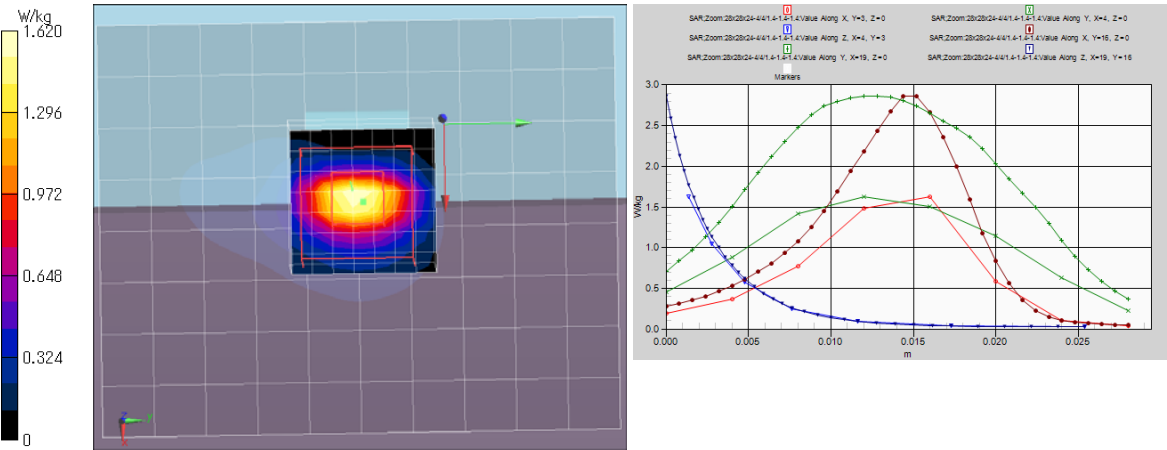 W/kg
1.620
1.296
0.972
0.648
0.324
0
Z
Y
X
SAR;Zoom:28x28x24-4/4/1.4-1.4-1.4:Value Along X, Y=3, Z=0
SAR;Zoom:28x28x24-4/4/1.4-1.4-1.4:Value Along Y, X=4, Z=0
SAR;Zoom:28x28x24-4/4/1.4-1.4-1.4:Value Along Z, X=4, Y=3
SAR;Zoom:28x28x24-4/4/1.4-1.4-1.4:Value Along X, Y=16, Z=0
SAR;Zoom:28x28x24-4/4/1.4-1.4-1.4:Value Along Y, X=19, Z=0
SAR;Zoom:28x28x24-4/4/1.4-1.4-1.4:Value Along Z, X=19, Y=16
Markers
3.0
2.5
2.0
1.5
1.0
0.5
0.0
W/kg
0.000
0.005
0.010
0.015
0.020
0.025
m